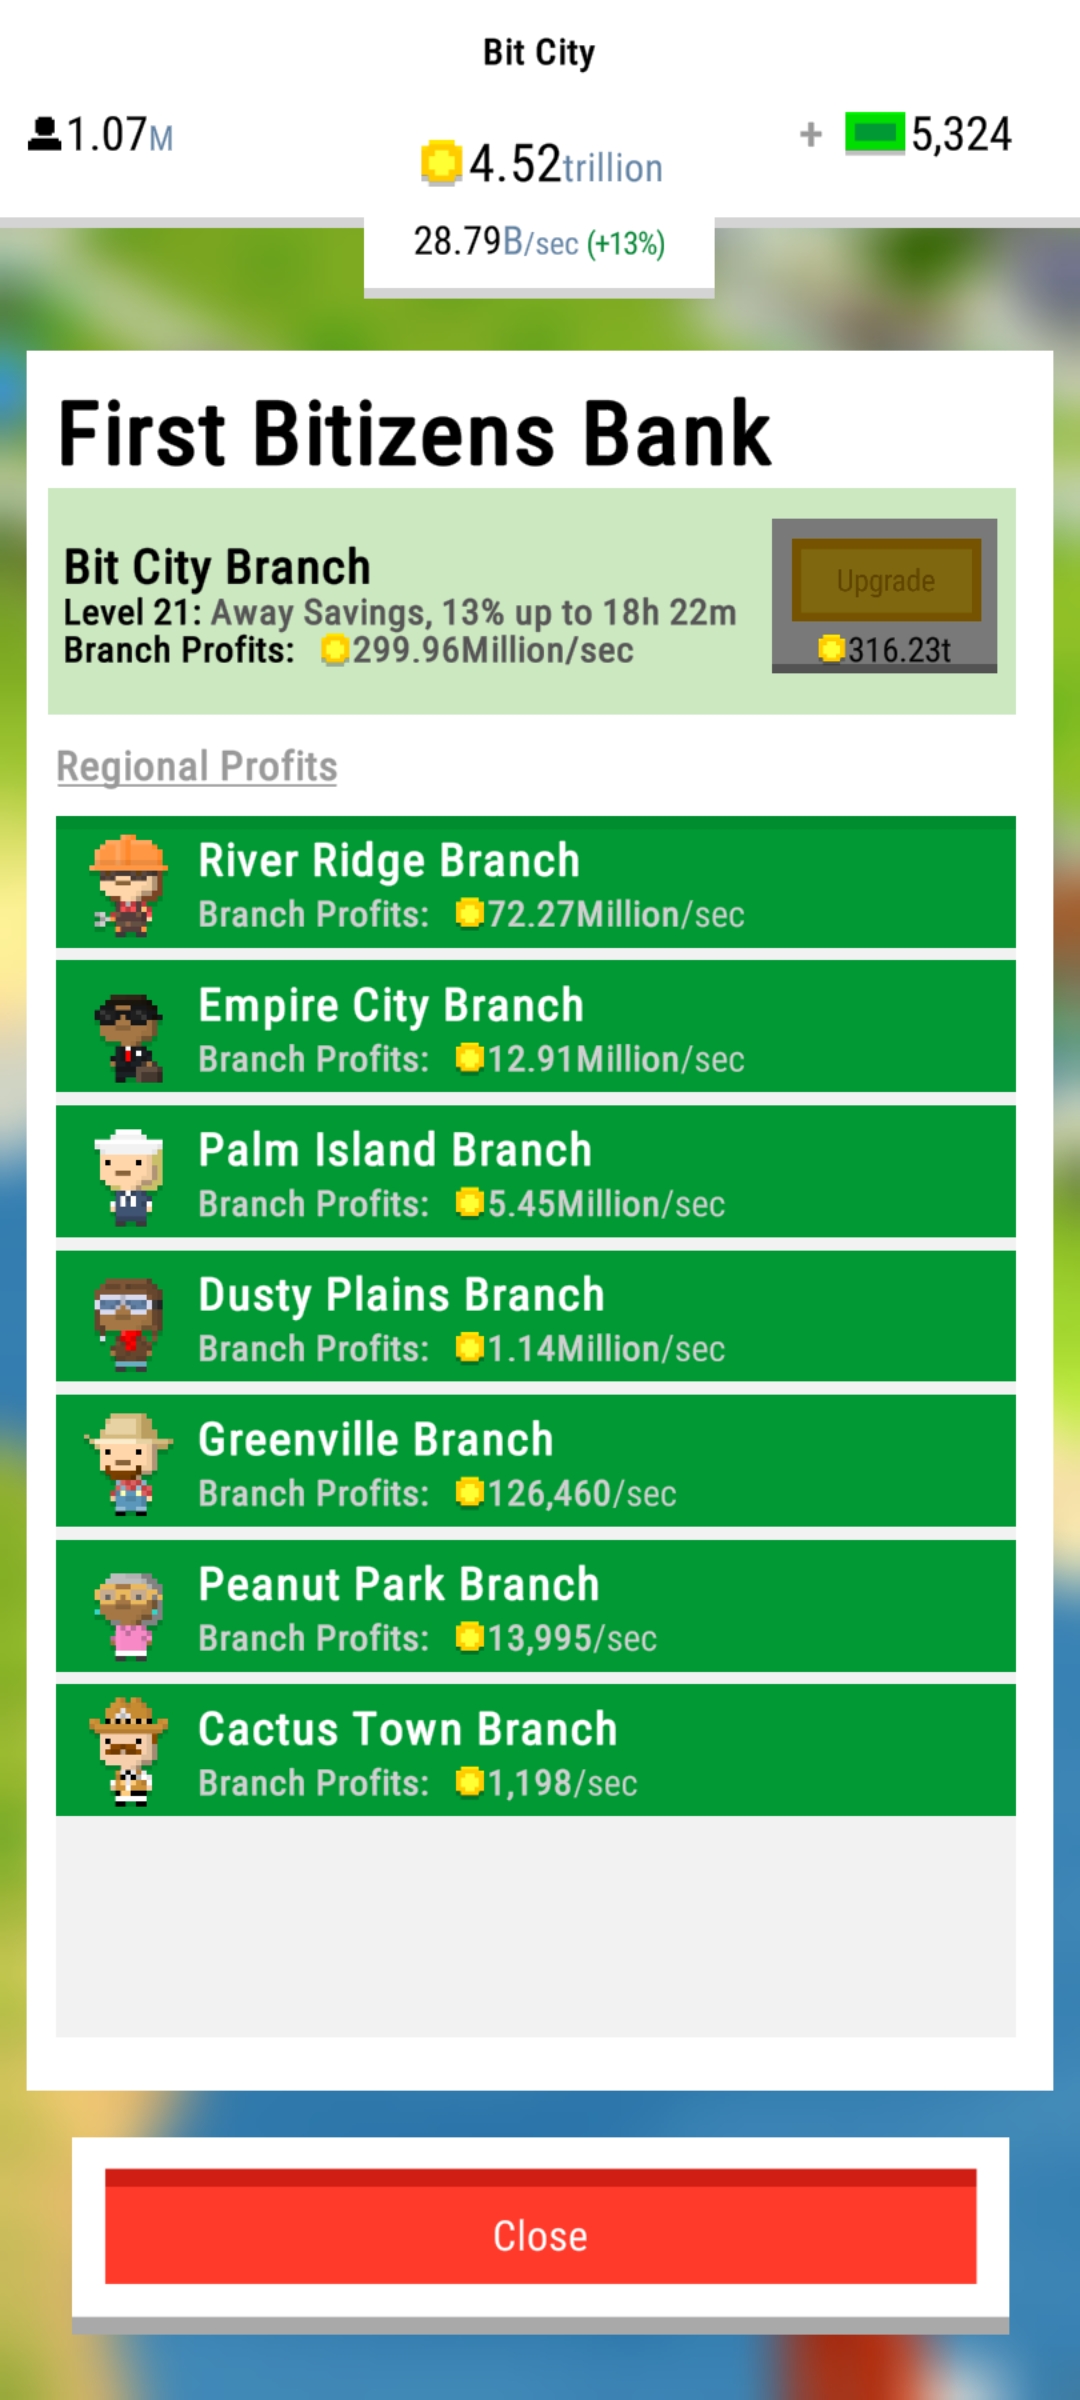 Bit City
1.07M
4.52trillion
+ 5,324
28.79B/sec (+13%)
First Bitizens Bank
Bit City Branch
Level 21: Away Savings, 13% up to 18h 22m
Branch Profits: 299.96Million/sec
Upgrade
316.23t
Regional Profits
River Ridge Branch
Branch Profits: 72.27Million/sec
Empire City Branch
Branch Profits: 12.91Million/sec
Palm Island Branch
Branch Profits: 5.45Million/sec
Dusty Plains Branch
Branch Profits: 1.14Million/sec
Greenville Branch
Branch Profits: 126,460/sec
Peanut Park Branch
Branch Profits: 13,995/sec
Cactus Town Branch
Branch Profits: 1,198/sec
Close